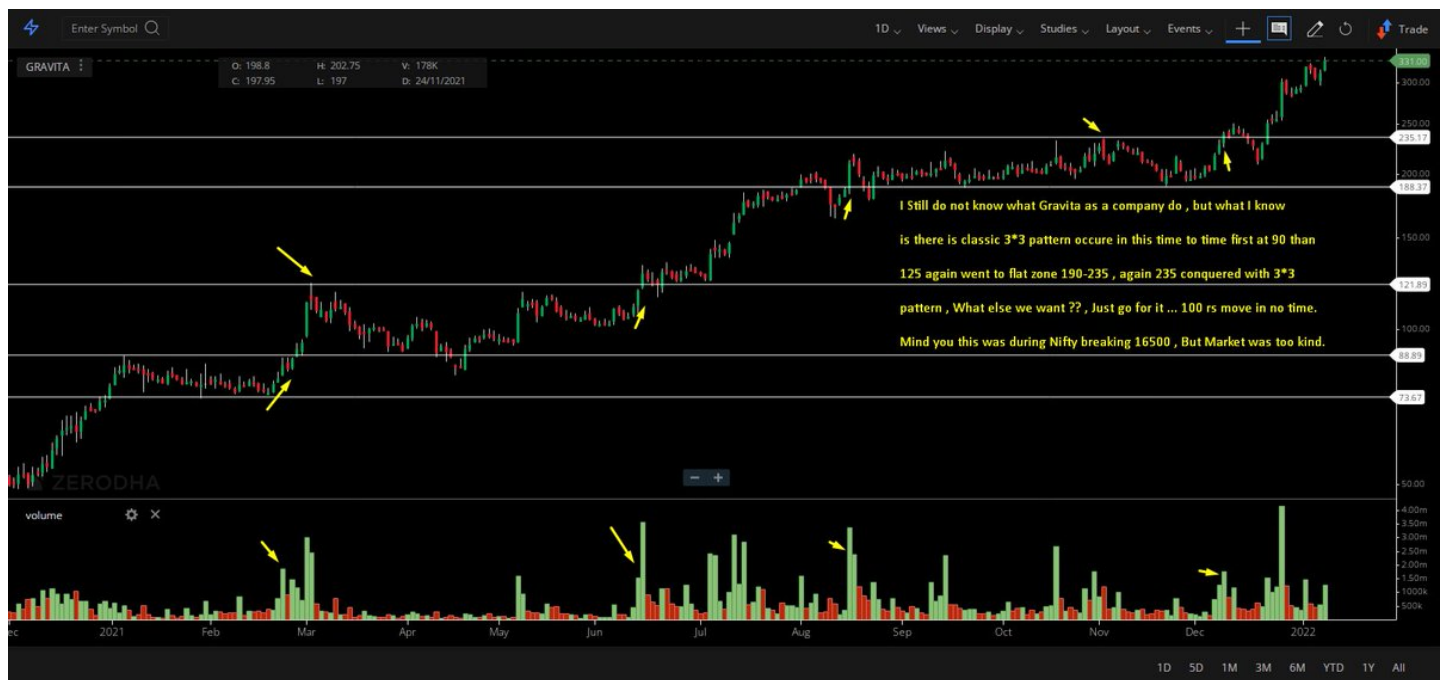 Enter Symbol
1D Views Display Studies Layout Events Trade
GRAVITA
O: 198.8 H: 202.75 V: 178K
C: 197.95 L: 197 D: 24/11/2021
331.00
300.00
250.00
235.17
200.00
188.37
I Still do not know what Gravita as a company do , but what I know
is there is classic 3*3 pattern occure in this time to time first at 90 than
150.00
125 again went to flat zone 190-235 , again 235 conquered with 3*3
121.89
pattern , What else we want ?? , Just go for it ... 100 rs move in no time.
100.00
Mind you this was during Nifty breaking 16500 , But Market was too kind.
88.89
73.67
ZERODHA
50.00
volume
4.00m
3.50m
3.00m
2.50m
2.00m
1.50m
1000k
500k
ec 2021 Feb Mar Apr May Jun Jul Aug Sep Oct Nov Dec 2022
1D 5D 1M 3M 6M YTD 1Y All